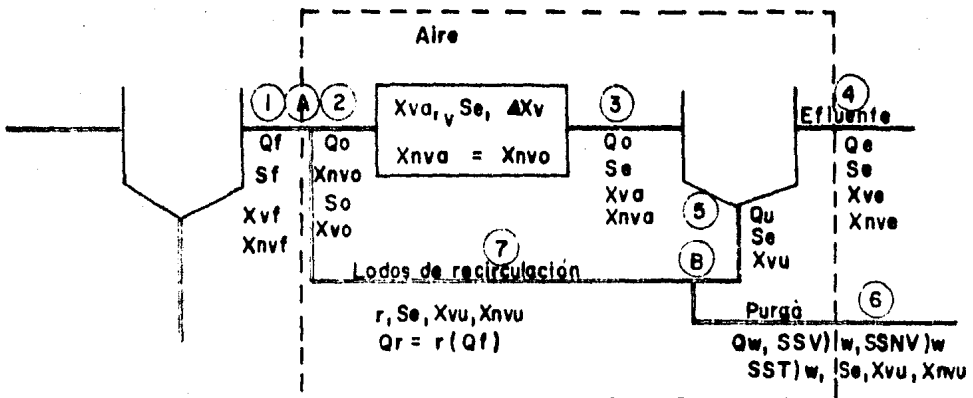 Aire
1 A 2
Qf
Sf
Xvf
Xnvf
Qo
Xnvo
So
Xvo
Xva, v Se, ΔXv
Xnva = Xnvo
3
Qo
Se
Xva
Xnva
4
Efluente
Qe
Se
Xve
Xnve
5
Qu
Se
Xvu
7
Lodos de recirculación
r, Se, Xvu, Xnvu
Qr = r (Qf)
B
6
Purga
Qw, SSV)w, SSNV)w
SST)w, Se, Xvu, Xnvu